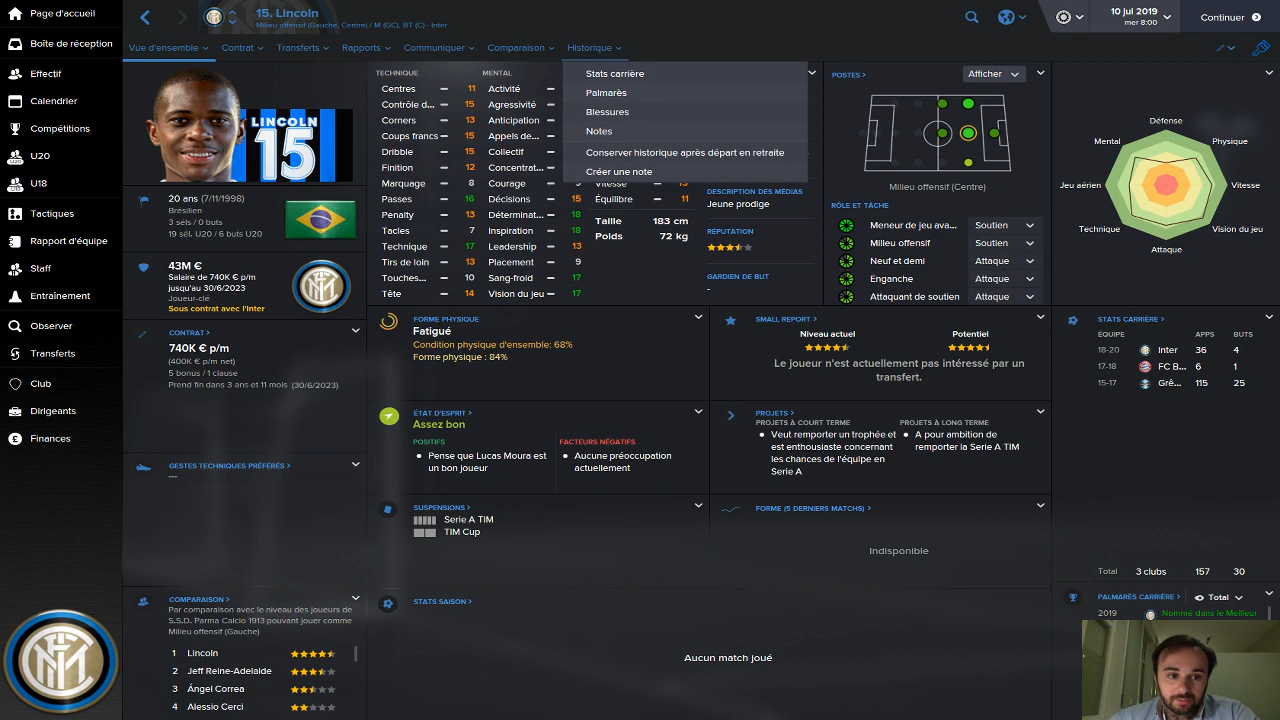 Page d'accueil
Boîte de réception
Effectif
Calendrier
Compétitions
U20
U20
U18
U18
Tactiques
Rapport d'équipe
Staff
Entraînement
Observer
Transferts
Club
Dirigeants
Finances
15. Lincoln
Milieu offensif (Gauche, Centre) / M (GC), BT (C) - Inter
10 jul 2019
mer 8:00
Continuer
Vue d'ensemble
Contrat
Transferts
Rapports
Communiquer
Comparaison
Historique
Stats carrière
Palmarès
Blessures
Notes
Conserver historique après départ en retraite
Créer une note
LINCOLN
15
20 ans (7/11/1998)
Brésilien
3 séls / 0 buts
19 sél. U20 / 6 buts U20
43M €
Salaire de 740K € p/m
jusqu'au 30/6/2023
Joueur-clé
Sous contrat avec l'Inter
CONTRAT >
740K € p/m
(400K € p/m net)
5 bonus / 1 clause
Prend fin dans 3 ans et 11 mois (30/6/2023)
GESTES TECHNIQUES PRÉFÉRÉS >
—
COMPARAISON >
Par comparaison avec le niveau des joueurs de
S.S.D. Parma Calcio 1913 pouvant jouer comme
Milieu offensif (Gauche)
1 Lincoln
2 Jeff Reine-Adelaide
3 Ángel Correa
4 Alessio Cerci
TECHNIQUE
Centres 11
Contrôle d... 15
Corners 13
Coups francs 15
Dribble 15
Finition 12
Marquage 8
Passes 16
Penalty 13
Tacles 7
Technique 17
Tirs de loin 13
Touches... 10
Tête 14
MENTAL
Activité
Agressivité
Anticipation
Appels de...
Collectif
Concentrat...
Courage 9
Décisions 15
Déterminat... 18
Inspiration 18
Leadership 13
Placement 9
Sang-froid 17
Vision du jeu 17
Vitesse
Équilibre 11
Taille 183 cm
Poids 72 kg
DESCRIPTION DES MÉDIAS
Jeune prodige
RÉPUTATION
GARDIEN DE BUT
-
POSTES >
Afficher
Milieu offensif (Centre)
RÔLE ET TÂCHE
Meneur de jeu ava... Soutien
Milieu offensif Soutien
Neuf et demi Attaque
Enganche Attaque
Attaquant de soutien Attaque
Défense
Mental
Physique
Jeu aérien
Vitesse
Technique
Vision du jeu
Attaque
FORME PHYSIQUE
Fatigué
Condition physique d'ensemble: 68%
Forme physique : 84%
SMALL REPORT >
Niveau actuel
Potentiel
Le joueur n'est actuellement pas intéressé par un
transfert.
STATS CARRIÈRE >
ÉQUIPE APPS BUTS
18-20 Inter 36 4
17-18 FC B... 6 1
15-17 Grê... 115 25
Total 3 clubs 157 30
ÉTAT D'ESPRIT >
Assez bon
POSITIFS
Pense que Lucas Moura est
un bon joueur
FACTEURS NÉGATIFS
Aucune préoccupation
actuellement
PROJETS >
PROJETS À COURT TERME
Veut remporter un trophée et
est enthousiaste concernant
les chances de l'équipe en
Serie A
PROJETS À LONG TERME
A pour ambition de
remporter la Serie A TIM
SUSPENSIONS >
Serie A TIM
TIM Cup
FORME (5 DERNIERS MATCHS) >
Indisponible
STATS SAISON >
Aucun match joué
PALMARÈS CARRIÈRE >
Total
2019 Nommé dans le Meilleur